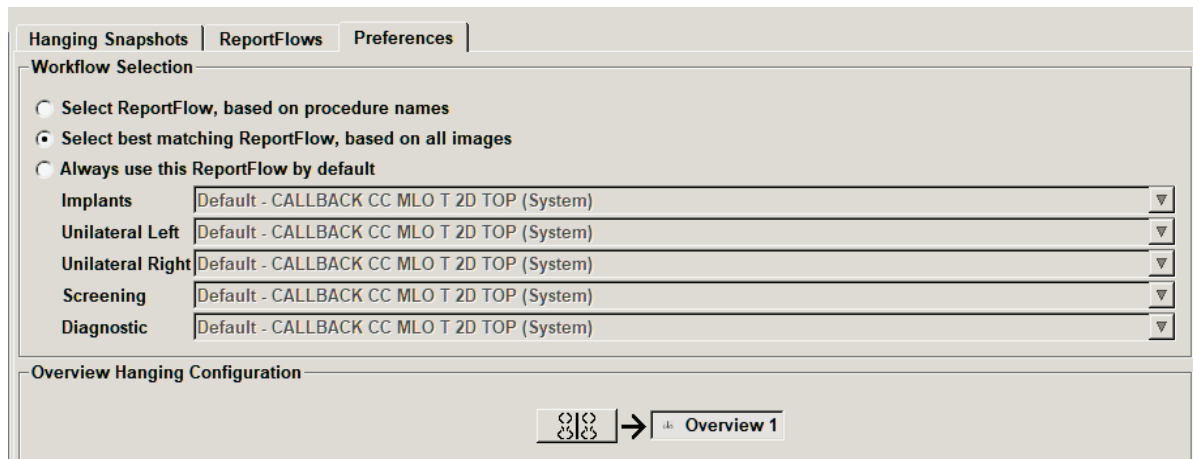 Hanging Snapshots ReportFlows Preferences
Workflow Selection
Select ReportFlow, based on procedure names
Select best matching ReportFlow, based on all images
Always use this ReportFlow by default
Implants Default - CALLBACK CC MLO T 2D TOP (System)
Unilateral Left Default - CALLBACK CC MLO T 2D TOP (System)
Unilateral Right Default - CALLBACK CC MLO T 2D TOP (System)
Screening Default - CALLBACK CC MLO T 2D TOP (System)
Diagnostic Default - CALLBACK CC MLO T 2D TOP (System)
Overview Hanging Configuration
Overview 1